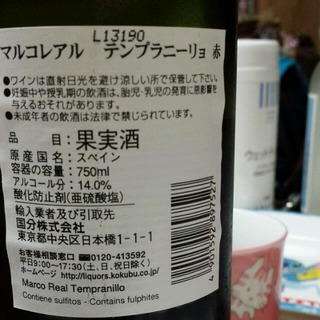 L13190
マルコレアル テンプラニーリョ 赤
●ワインは直射日光を避け涼しい所で保管して下さい。
●妊娠中や授乳期の飲酒は、胎児・乳児の発育に悪影響を
与えるおそれがあります。
●未成年者の飲酒は法律で禁じられています。
品 目: 果実酒
原産国名: スペイン
容器の容量: 750ml
アルコール分: 14.0%
酸化防止剤(亜硫酸塩)
輸入業者及び引取先
国分株式会社
東京都中央区日本橋1-1-1
お客様相談窓口 0120-413592
平日9:00~17:30(土、日、祝日除く)
ホームページ http://liquors.kokubu.co.jp/
Marco Real Tempranillo
Contiene sulfitos - Contains fulphites
4901592897527